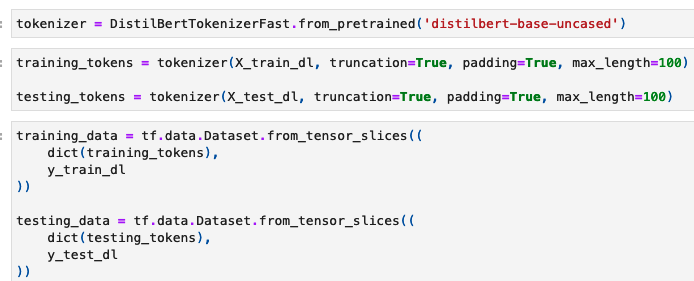 tokenizer = DistilBertTokenizerFast.from_pretrained('distilbert-base-uncased')
training_tokens = tokenizer(X_train_dl, truncation=True, padding=True, max_length=100)
testing_tokens = tokenizer(X_test_dl, truncation=True, padding=True, max_length=100)
training_data = tf.data.Dataset.from_tensor_slices((
    dict(training_tokens),
    y_train_dl
))
testing_data = tf.data.Dataset.from_tensor_slices((
    dict(testing_tokens),
    y_test_dl
))